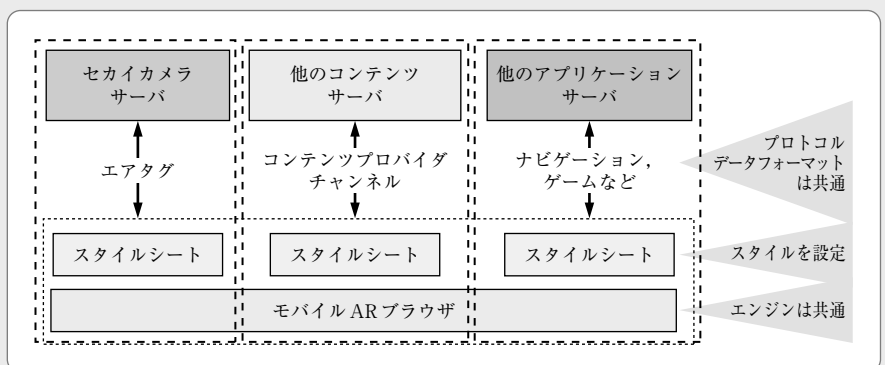 セカイカメラ
サーバ
他のコンテンツ
サーバ
他のアプリケーション
サーバ
エアタグ
コンテンツプロバイダ
チャンネル
ナビゲーション,
ゲームなど
プロトコル
データフォーマット
は共通
スタイルシート
スタイルシート
スタイルシート
スタイルを設定
モバイルARブラウザ
エンジンは共通